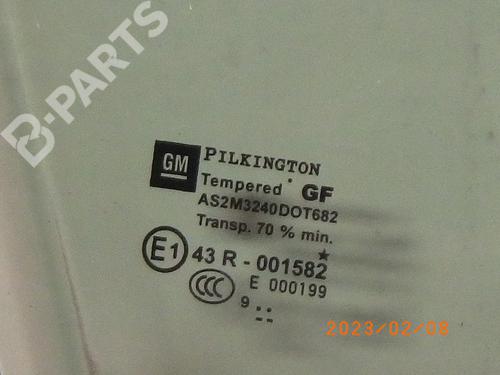 B-PARTS
GM
PILKINGTON
Tempered GF
AS2M3240DOT682
Transp. 70 % min.
E1 43 R - 001582
CCC E 000199
9
2023/02/08